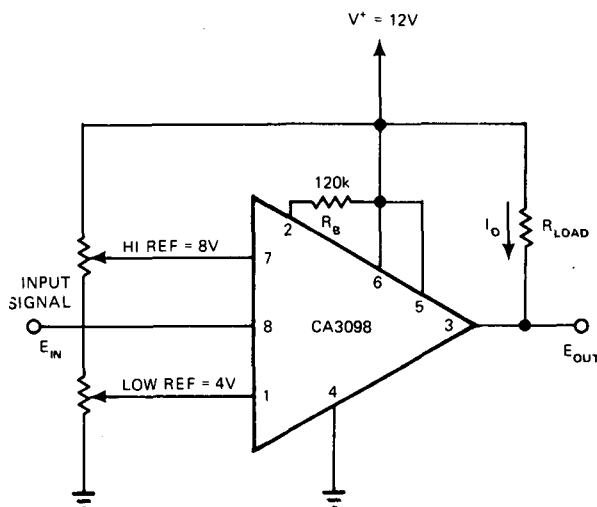 V+ = 12V
120k
R_B
2
HI REF = 8V
7
6
5
I_O
R_LOAD
INPUT
SIGNAL
8
CA3098
3
E_IN
E_OUT
LOW REF = 4V
1
4